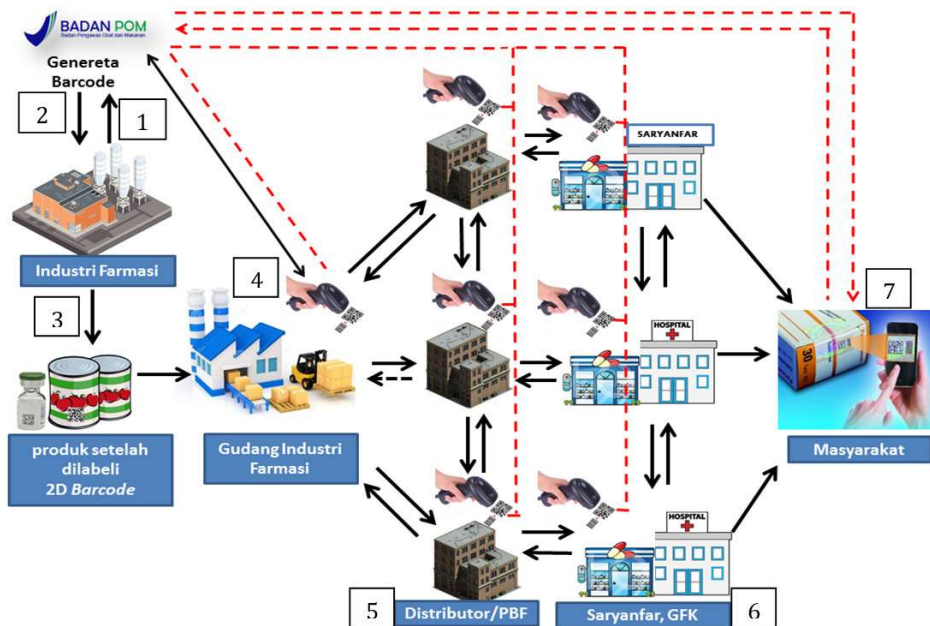 BADAN POM
Badan Pengawas Obat dan Makanan
Genereta
Barcode
2
1
Industri Farmasi
3
produk setelah
dilabeli
2D Barcode
4
Gudang Industri
Farmasi
SARYANFAR
HOSPITAL
HOSPITAL
5
Distributor/PBF
Saryanfar, GFK
6
7
30
Masyarakat